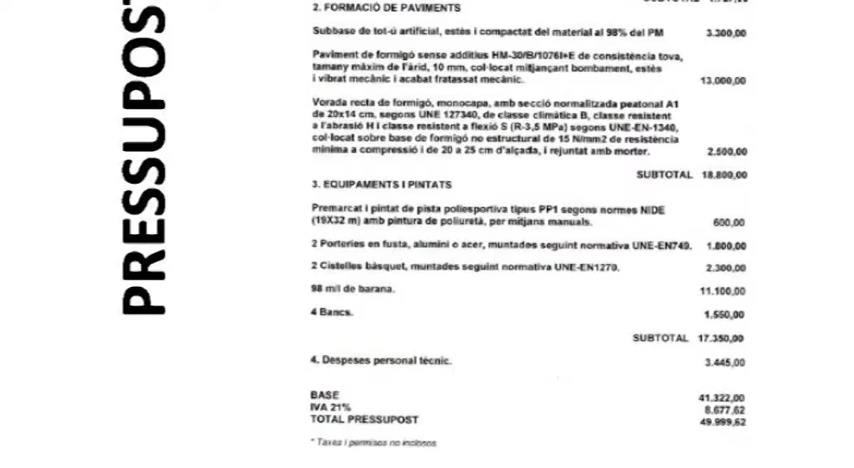 PRESSUPOST
SUBTOTAL
2. FORMACIÓ DE PAVIMENTS
Subbase de tot-ú artificial, estès i compactat del material al 98% del PM 3.300,00
Paviment de formigó sense additius HM-30/B/10/I+E de consistència tova,
tamany màxim de l'àrid, 10 mm, col·locat mitjançant bombament, estès
i vibrat mecànic i acabat fratassat mecànic. 13.000,00
Vorada recta de formigó, monocapa, amb secció normalitzada peatonal A1
de 20x14 cm, segons UNE 127340, de classe climàtica B, classe resistent
a l'abrasió H i classe resistent a flexió S (R-3,5 MPa) segons UNE-EN-1340,
col·locat sobre base de formigó no estructural de 15 N/mm2 de resistència
mínima a compressió i de 20 a 25 cm d'alçada, i rejuntat amb morter. 2.500,00
SUBTOTAL 18.800,00
3. EQUIPAMENTS I PINTATS
Premarcat i pintat de pista poliesportiva tipus PP1 segons normes NIDE
(19X32 m) amb pintura de poliuretà, per mitjans manuals. 600,00
2 Porteries en fusta, alumini o acer, muntades seguint normativa UNE-EN749. 1.800,00
2 Cistelles bàsquet, muntades seguint normativa UNE-EN1270. 2.300,00
98 m/l de barana. 11.100,00
4 Bancs. 1.550,00
SUBTOTAL 17.350,00
4. Despeses personal tècnic. 3.445,00
BASE 41.322,00
IVA 21% 8.677,62
TOTAL PRESSUPOST 49.999,62
* Taxes i permisos no inclosos